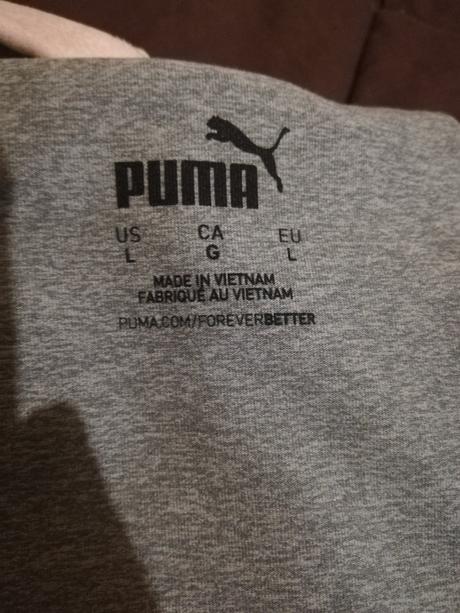 PUMA
US CA EU
L G L
MADE IN VIETNAM
FABRIQUÉ AU VIETNAM
PUMA.COM/FOREVERBETTER